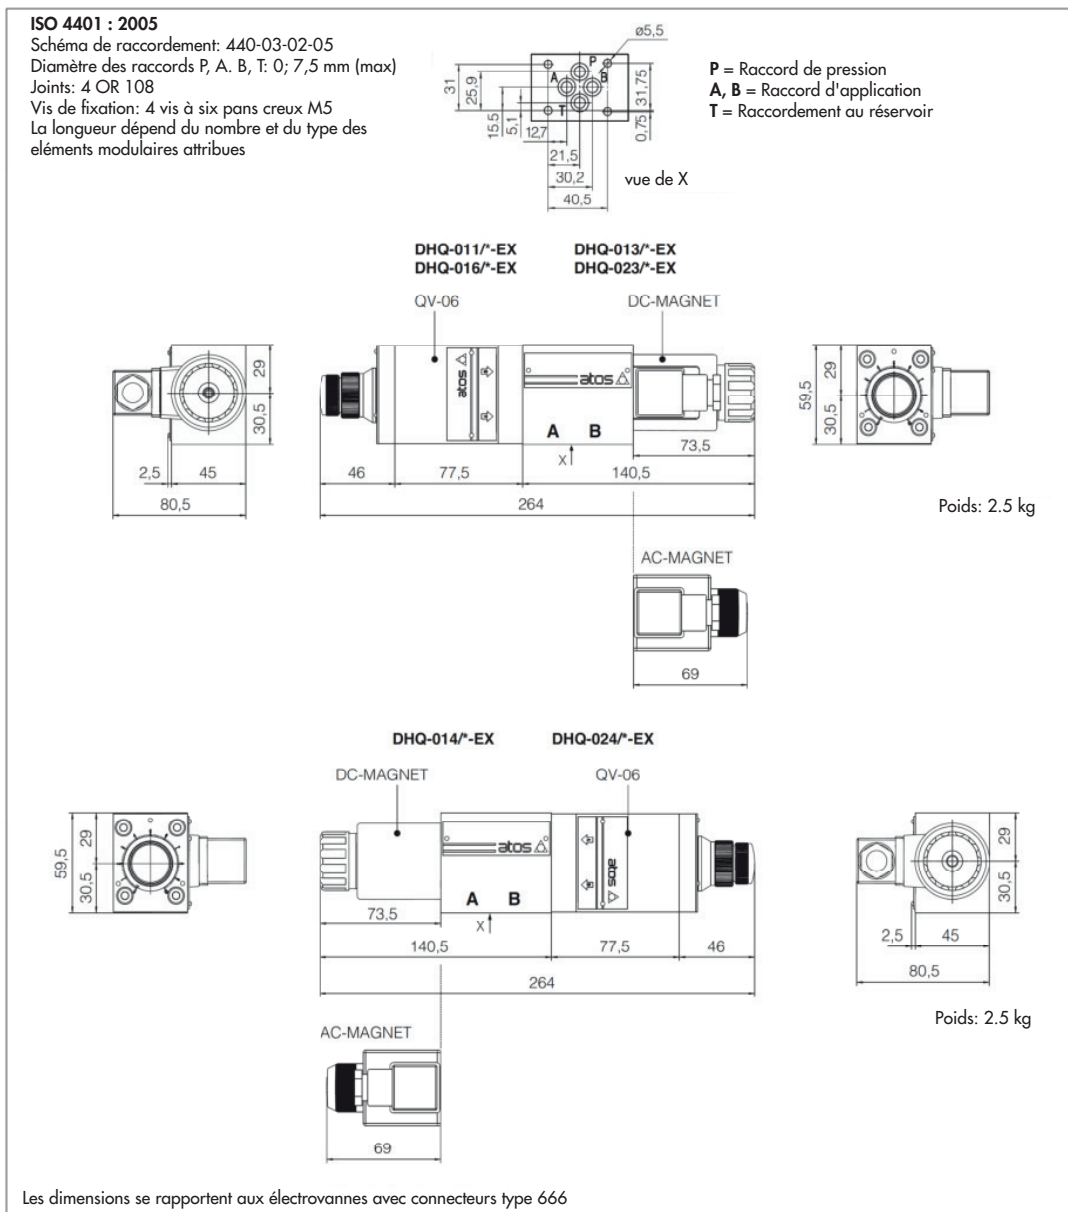 ISO 4401 : 2005
Schéma de raccordement: 440-03-02-05
Diamètre des raccords P, A. B, T: 0; 7,5 mm (max)
Joints: 4 OR 108
Vis de fixation: 4 vis à six pans creux M5
La longueur dépend du nombre et du type des
eléments modulaires attribues
ø5,5
P
A
B
T
31
25,9
15,5
5,1
31,75
0,75
12,7
21,5
30,2
40,5
vue de X
P = Raccord de pression
A, B = Raccord d'application
T = Raccordement au réservoir
DHQ-011/*-EX
DHQ-013/*-EX
DHQ-016/*-EX
DHQ-023/*-EX
QV-06
DC-MAGNET
29
30,5
2,5
45
80,5
atos
atos
A
B
X
73,5
46
77,5
140,5
264
59,5
29
30,5
Poids: 2.5 kg
AC-MAGNET
69
DHQ-014/*-EX
DHQ-024/*-EX
DC-MAGNET
QV-06
59,5
29
30,5
atos
atos
A
B
X
73,5
140,5
77,5
46
264
29
30,5
2,5
45
80,5
Poids: 2.5 kg
AC-MAGNET
69
Les dimensions se rapportent aux électrovannes avec connecteurs type 666